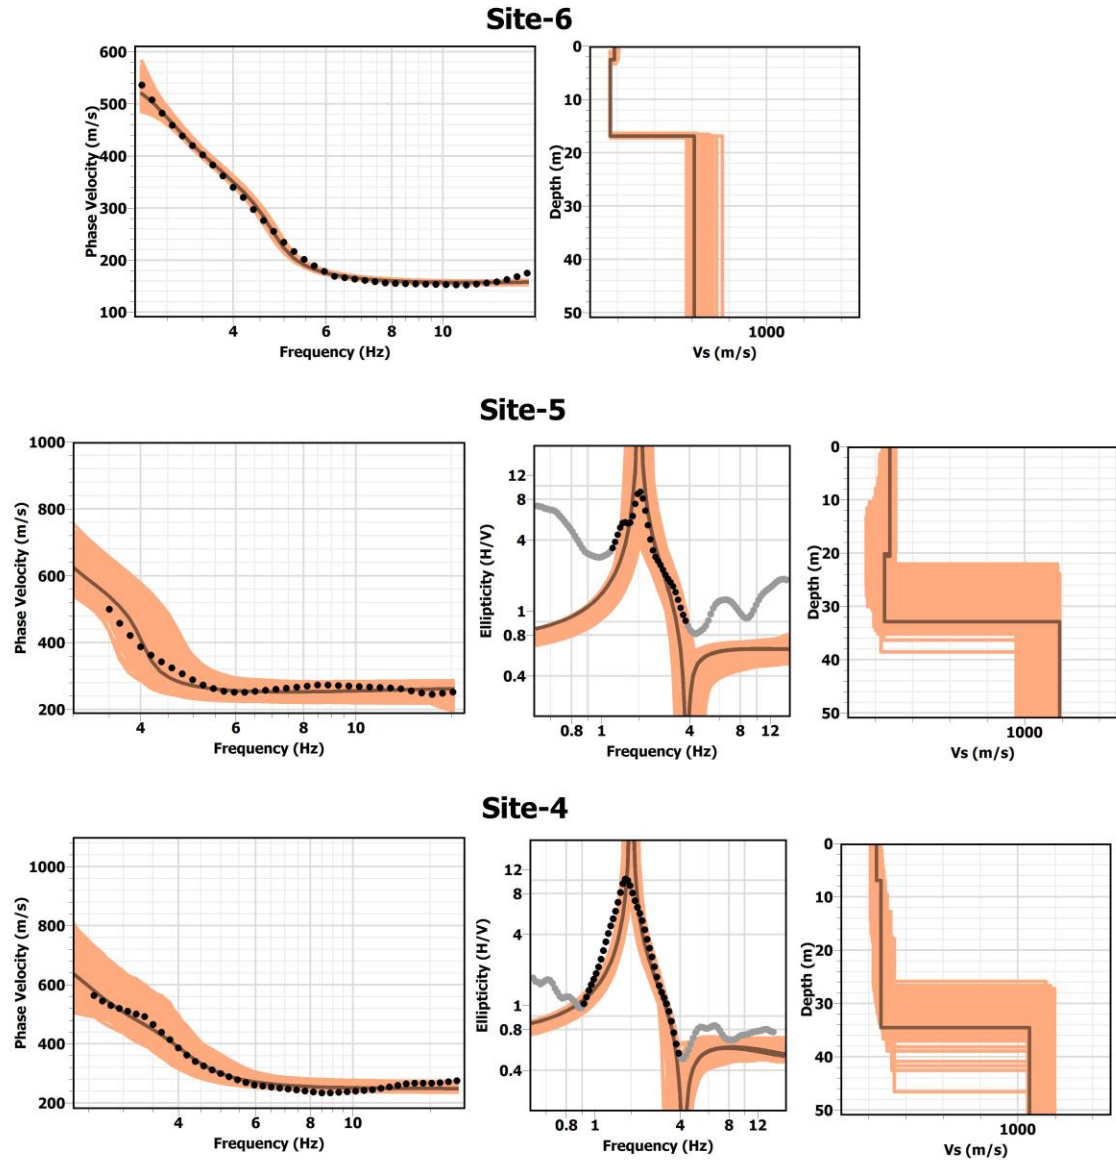 Site-6
600
500
400
300
200
100
Phase Velocity (m/s)
4 6 8 10
Frequency (Hz)
0
10
20
30
40
50
Depth (m)
1000
Vs (m/s)
Site-5
1000
800
600
400
200
Phase Velocity (m/s)
4 6 8 10
Frequency (Hz)
12
8
4
1
0.8
0.4
Ellipticity (H/V)
0.8 1 4 8 12
Frequency (Hz)
0
10
20
30
40
50
Depth (m)
1000
Vs (m/s)
Site-4
1000
800
600
400
200
Phase Velocity (m/s)
4 6 8 10
Frequency (Hz)
12
8
4
1
0.8
0.4
Ellipticity (H/V)
0.8 1 4 8 12
Frequency (Hz)
0
10
20
30
40
50
Depth (m)
1000
Vs (m/s)